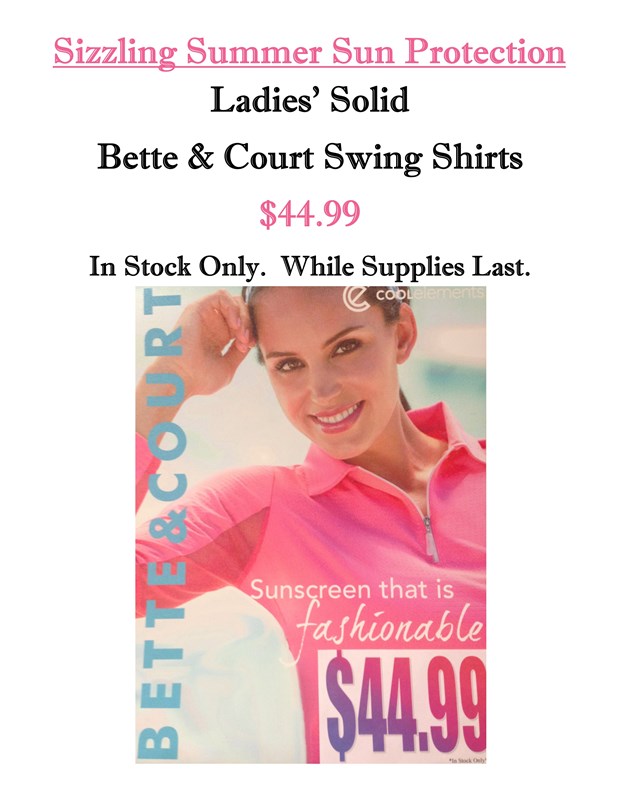 Sizzling Summer Sun Protection
Ladies’ Solid
Bette & Court Swing Shirts
$44.99
In Stock Only.  While Supplies Last.
coolelements
BETTE&COURT
Sunscreen that is
fashionable
$44.99
*In Stock Only*